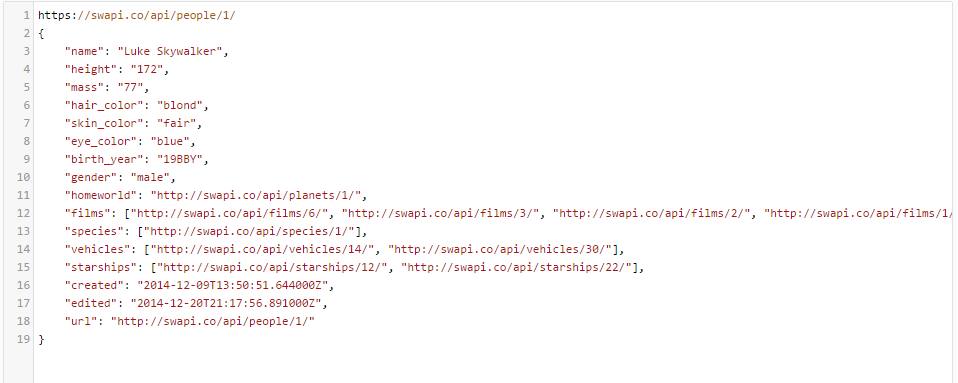 1 https://swapi.co/api/people/1/
2 {
3     "name": "Luke Skywalker",
4     "height": "172",
5     "mass": "77",
6     "hair_color": "blond",
7     "skin_color": "fair",
8     "eye_color": "blue",
9     "birth_year": "19BBY",
10     "gender": "male",
11     "homeworld": "http://swapi.co/api/planets/1/",
12     "films": ["http://swapi.co/api/films/6/", "http://swapi.co/api/films/3/", "http://swapi.co/api/films/2/", "http://swapi.co/api/films/1/
13     "species": ["http://swapi.co/api/species/1/"],
14     "vehicles": ["http://swapi.co/api/vehicles/14/", "http://swapi.co/api/vehicles/30/"],
15     "starships": ["http://swapi.co/api/starships/12/", "http://swapi.co/api/starships/22/"],
16     "created": "2014-12-09T13:50:51.644000Z",
17     "edited": "2014-12-20T21:17:56.891000Z",
18     "url": "http://swapi.co/api/people/1/"
19 }